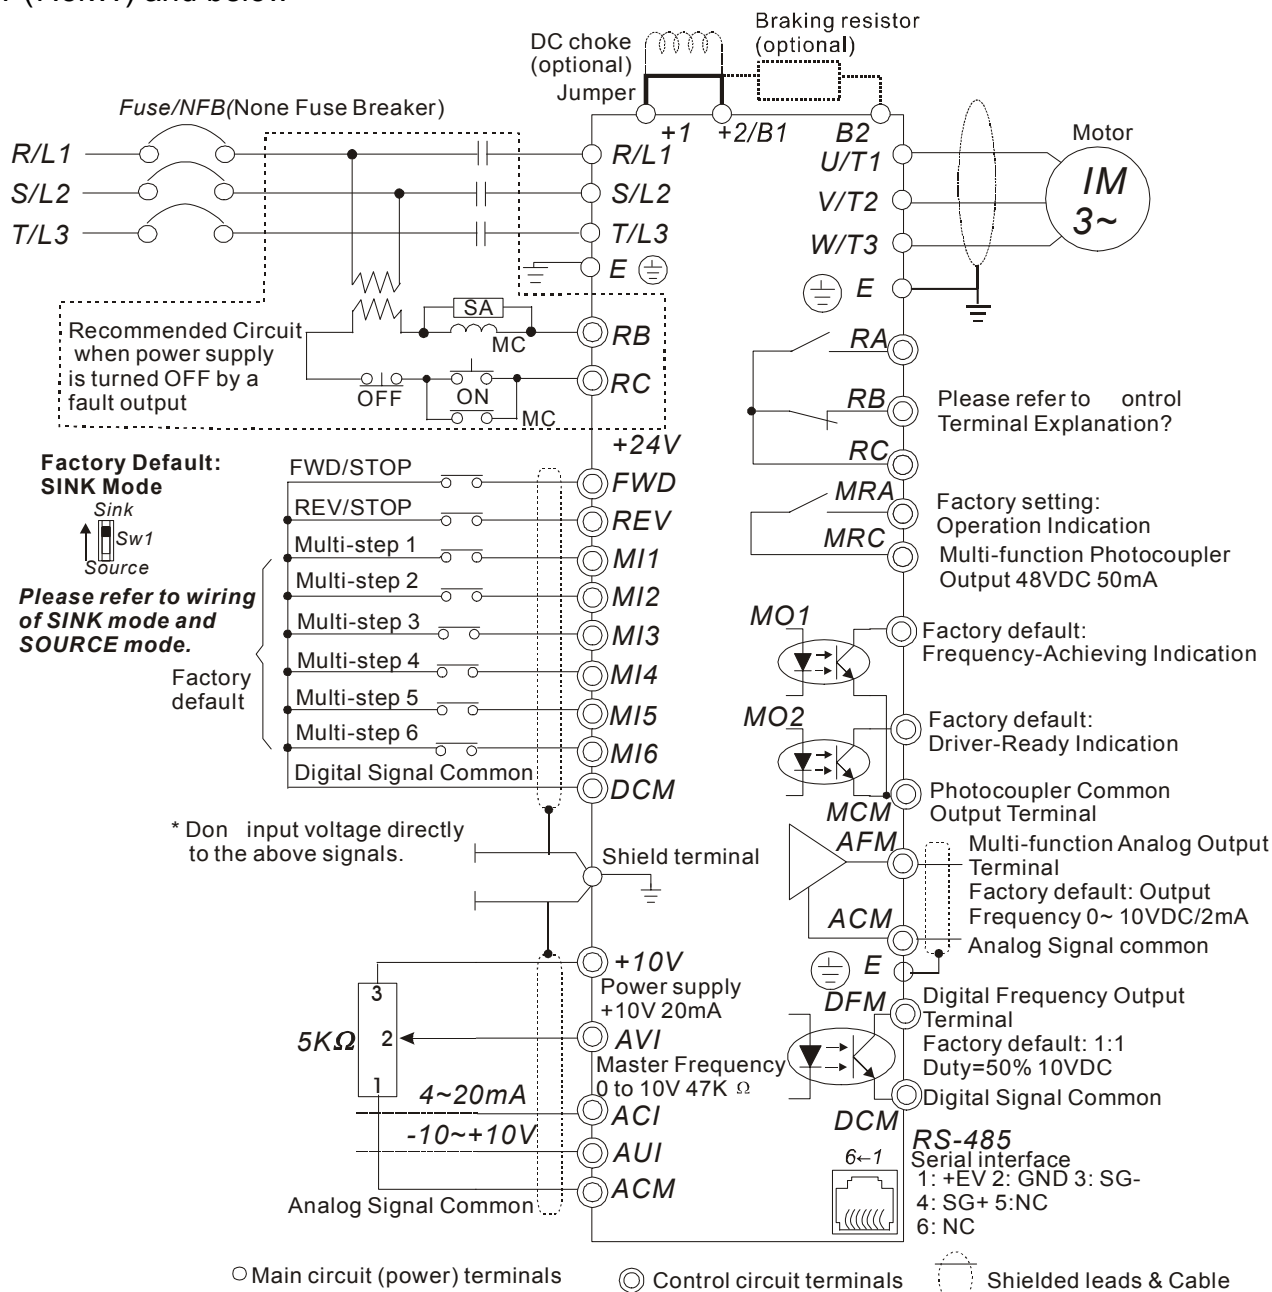 Braking resistor
(optional)
DC choke
(optional)
Jumper
Fuse/NFB(None Fuse Breaker)
+1
+2/B1
B2
Motor
IM
3~
R/L1
S/L2
T/L3
R/L1
S/L2
T/L3
E
U/T1
V/T2
W/T3
E
Recommended Circuit
when power supply
is turned OFF by a
fault output
SA
MC
OFF
ON
MC
RB
RC
RA
RB
RC
Please refer to ontrol
Terminal Explanation?
+24V
Factory Default:
SINK Mode
Sink
Sw1
Source
Please refer to wiring
of SINK mode and
SOURCE mode.
Factory
default
FWD/STOP
REV/STOP
Multi-step 1
Multi-step 2
Multi-step 3
Multi-step 4
Multi-step 5
Multi-step 6
Digital Signal Common
FWD
REV
MI1
MI2
MI3
MI4
MI5
MI6
DCM
MRA
MRC
Factory setting:
Operation Indication
Multi-function Photocoupler
Output 48VDC 50mA
MO1
Factory default:
Frequency-Achieving Indication
MO2
Factory default:
Driver-Ready Indication
MCM
Photocoupler Common
Output Terminal
* Don input voltage directly
to the above signals.
Shield terminal
AFM
Multi-function Analog Output
Terminal
Factory default: Output
Frequency 0~ 10VDC/2mA
ACM
Analog Signal common
E
+10V
Power supply
+10V 20mA
3
2
1
5KΩ
AVI
Master Frequency
0 to 10V 47K Ω
4~20mA
ACI
-10~+10V
AUI
ACM
Analog Signal Common
DFM
Digital Frequency Output
Terminal
Factory default: 1:1
Duty=50% 10VDC
DCM
Digital Signal Common
RS-485
Serial interface
6←1
1: +EV 2: GND 3: SG-
4: SG+ 5:NC
6: NC
Main circuit (power) terminals
Control circuit terminals
Shielded leads & Cable